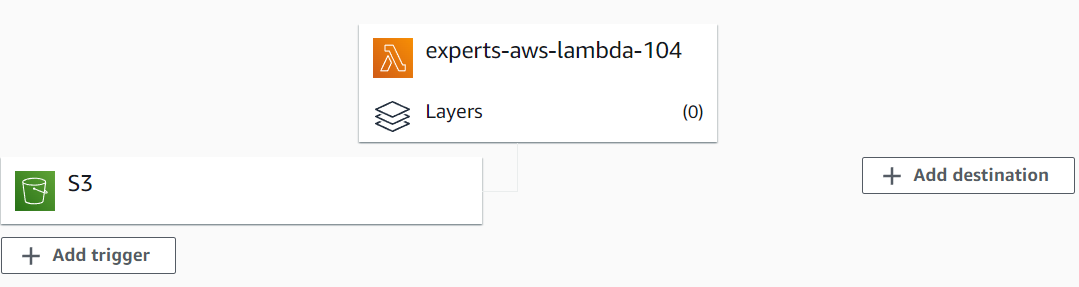 experts-aws-lambda-104
Layers (0)
S3
Add destination
Add trigger